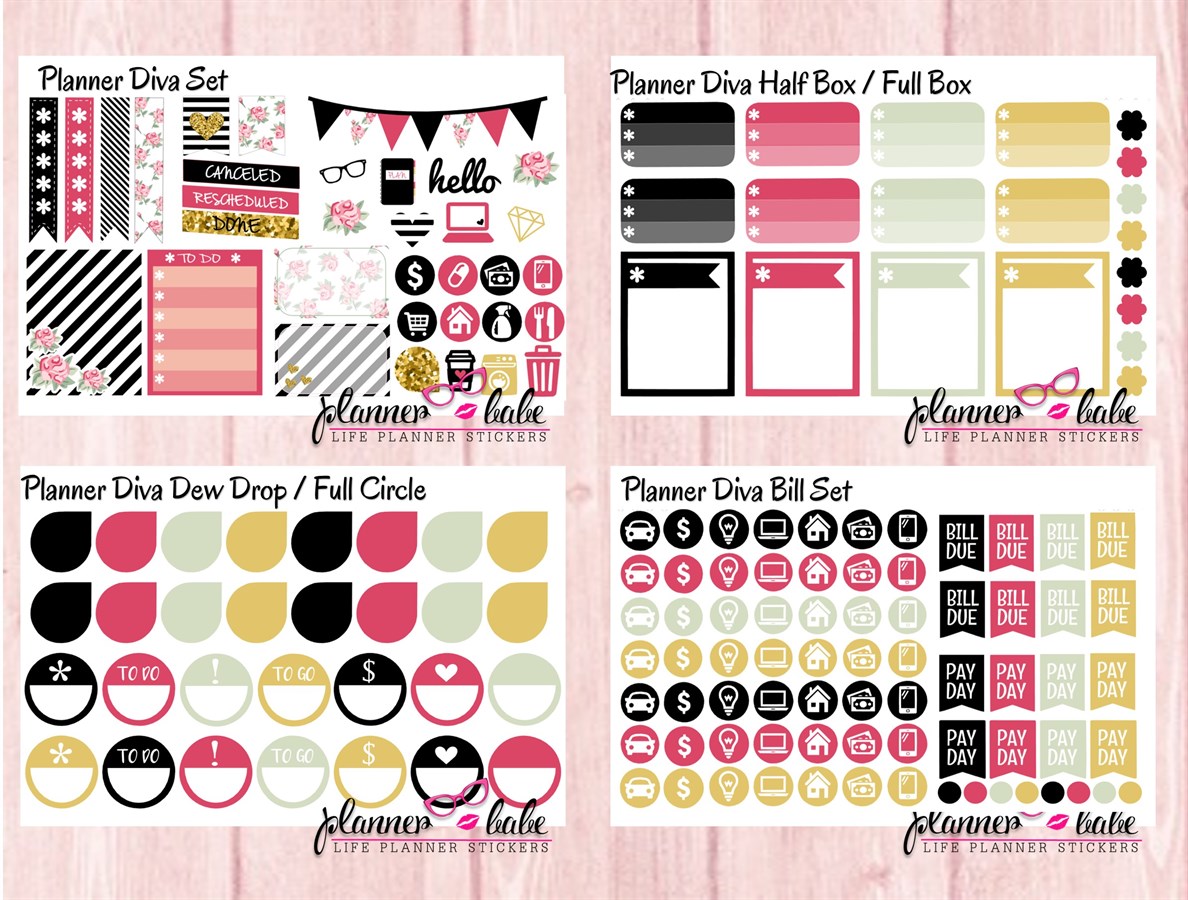 Planner Diva Set
CANCELED
RESCHEDULED
DONE
hello
* TO DO *
$
planner babe
LIFE PLANNER STICKERS
Planner Diva Half Box / Full Box
planner babe
LIFE PLANNER STICKERS
Planner Diva Dew Drop / Full Circle
* TO DO ! TO GO $
* TO DO ! TO GO $
planner babe
LIFE PLANNER STICKERS
Planner Diva Bill Set
$
$
$
$
$
$
$
BILL DUE BILL DUE BILL DUE BILL DUE
BILL DUE BILL DUE BILL DUE BILL DUE
PAY DAY PAY DAY PAY DAY PAY DAY
PAY DAY PAY DAY PAY DAY PAY DAY
planner babe
LIFE PLANNER STICKERS